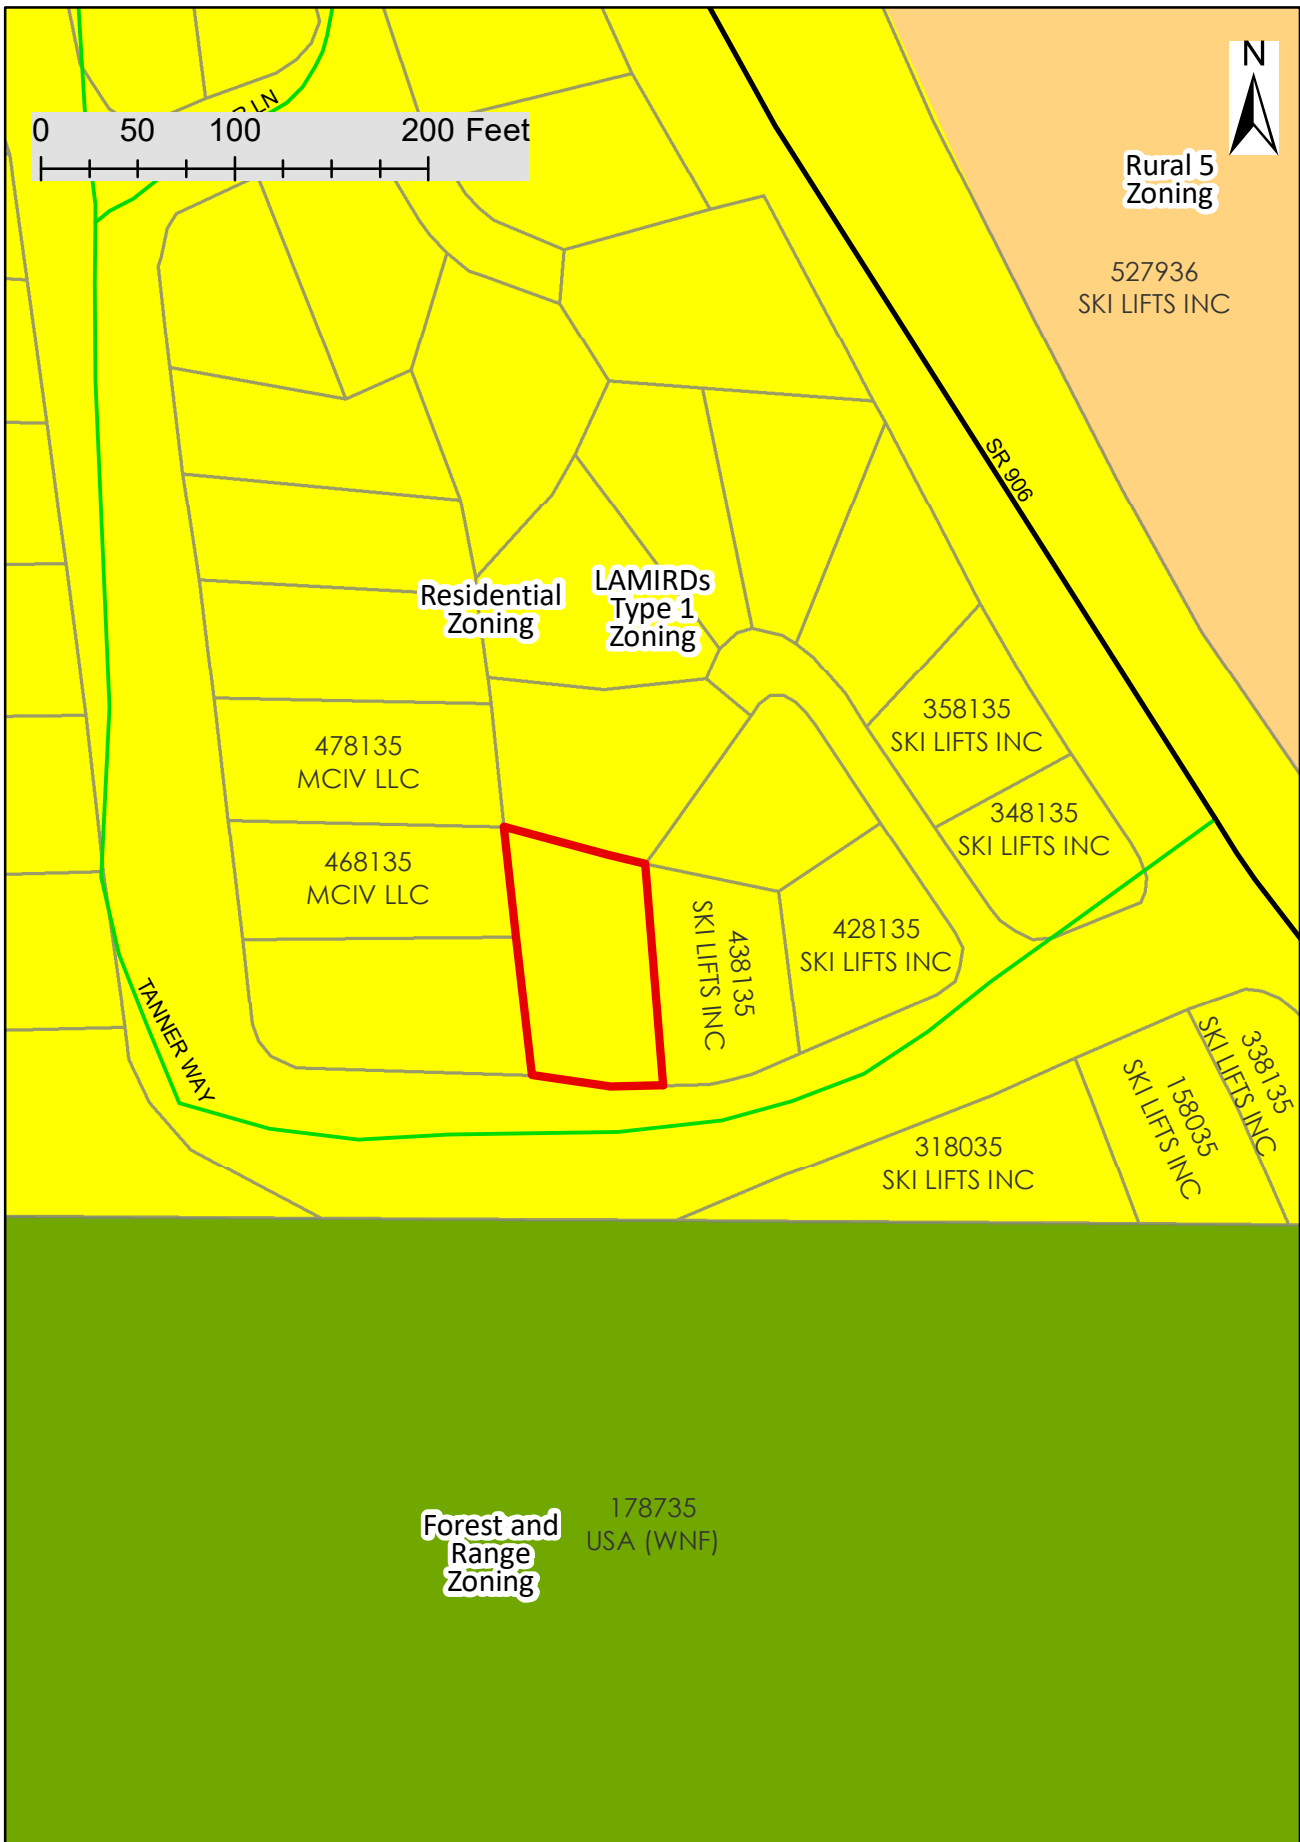 LN
0 50 100 200 Feet
N
Rural 5
Zoning
527936
SKI LIFTS INC
SR 906
Residential
Zoning
LAMIRDs
Type 1
Zoning
358135
SKI LIFTS INC
478135
MCIV LLC
348135
SKI LIFTS INC
468135
MCIV LLC
438135
SKI LIFTS INC
428135
SKI LIFTS INC
TANNER WAY
338135
SKI LIFTS INC
158035
SKI LIFTS INC
318035
SKI LIFTS INC
178735
USA (WNF)
Forest and
Range
Zoning